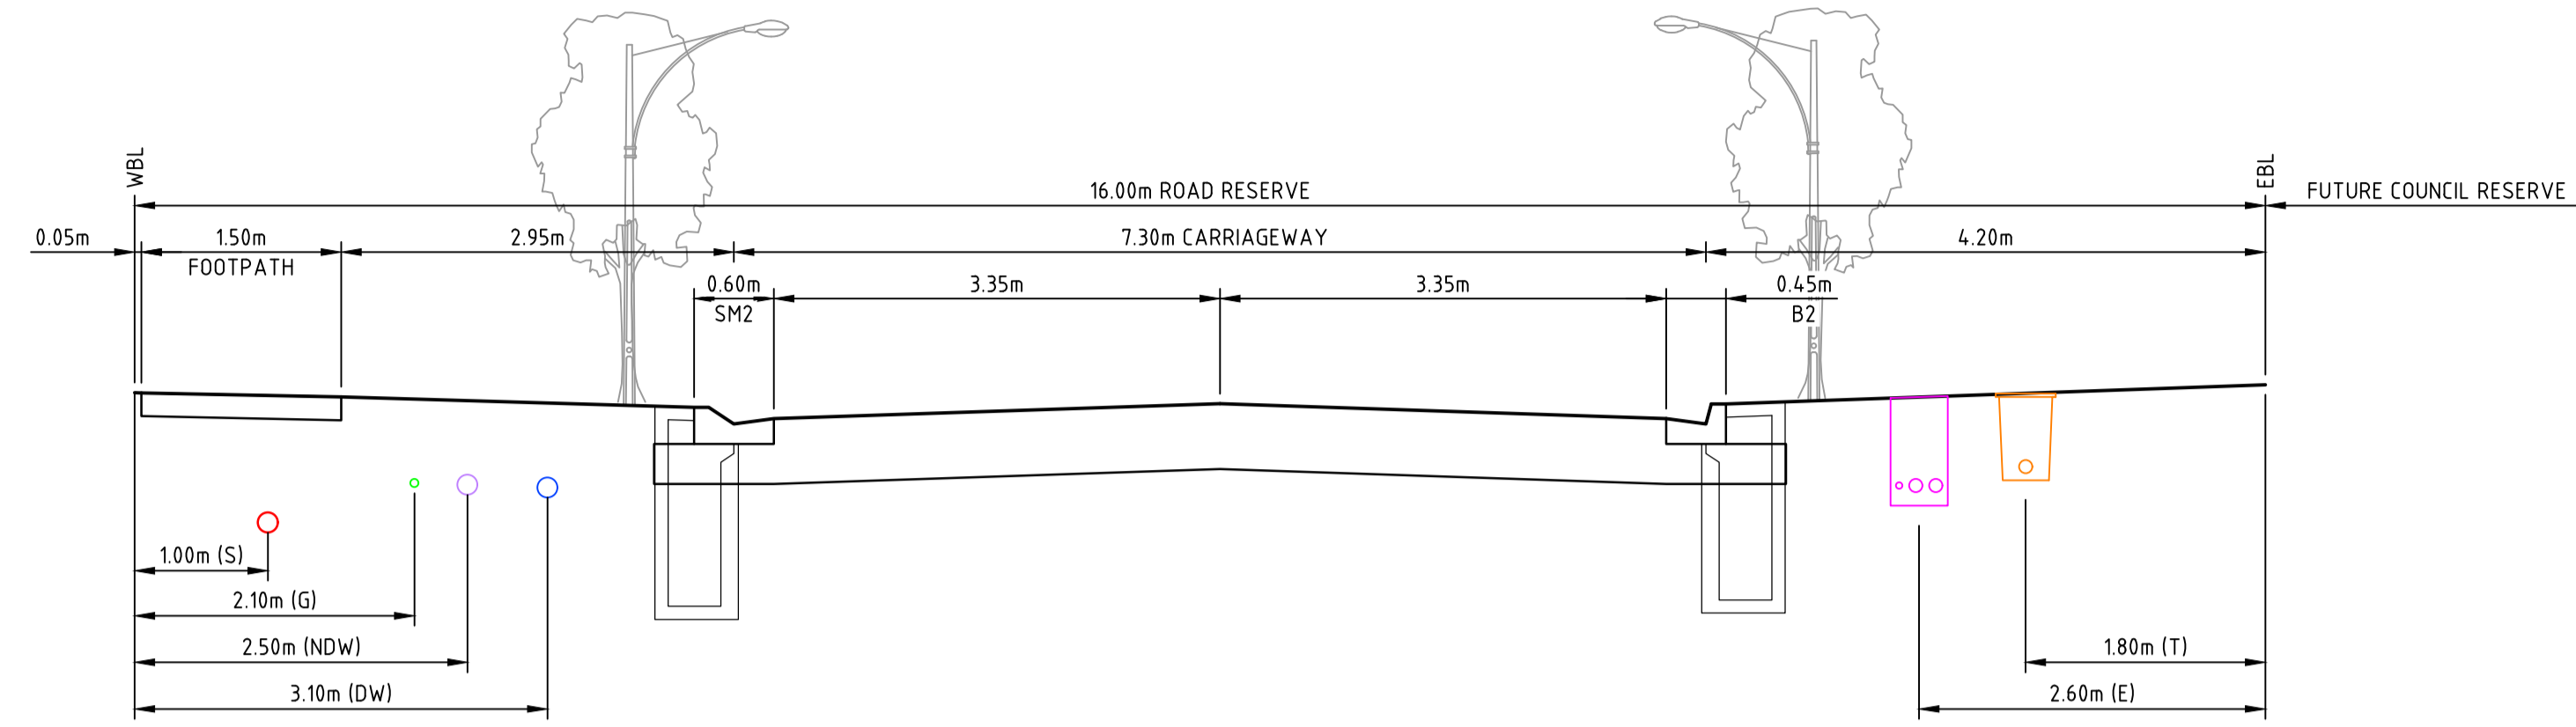 WBL
EBL
16.00m ROAD RESERVE
FUTURE COUNCIL RESERVE
0.05m
1.50m
FOOTPATH
2.95m
7.30m CARRIAGEWAY
4.20m
0.60m
SM2
3.35m
3.35m
0.45m
B2
1.00m (S)
2.10m (G)
2.50m (NDW)
3.10m (DW)
1.80m (T)
2.60m (E)